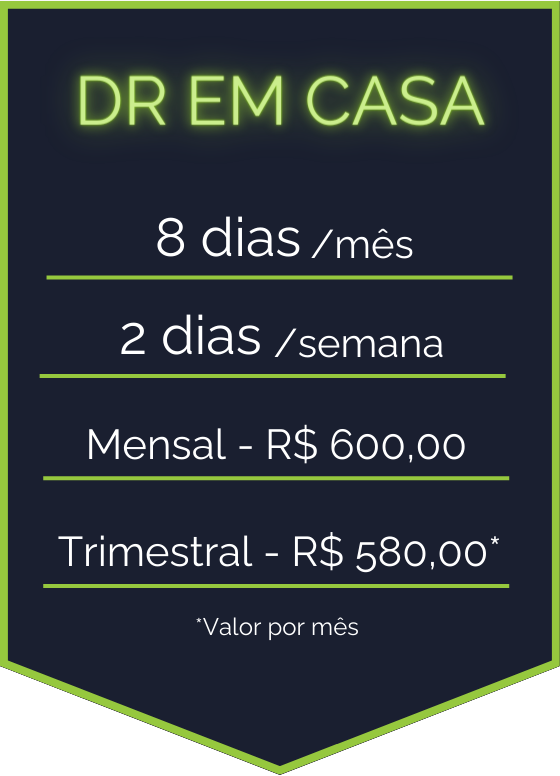 DR EM CASA
8 dias /mês
2 dias /semana
Mensal - R$ 600,00
Trimestral - R$ 580,00*
*Valor por mês